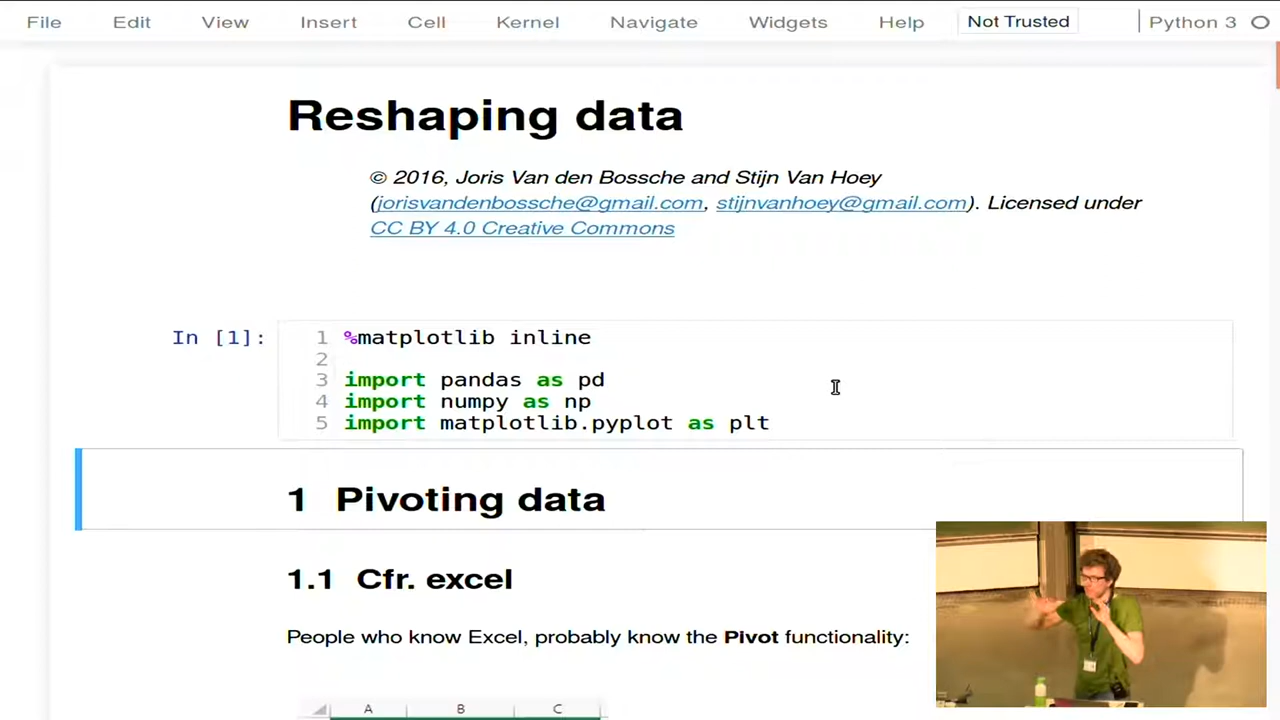 File Edit View Insert Cell Kernel Navigate Widgets Help Not Trusted Python 3
Reshaping data
© 2016, Joris Van den Bossche and Stijn Van Hoey
(jorisvandenbossche@gmail.com, stijnvanhoey@gmail.com). Licensed under
CC BY 4.0 Creative Commons
In [1]: 1 %matplotlib inline
2
3 import pandas as pd
4 import numpy as np
5 import matplotlib.pyplot as plt
1 Pivoting data
1.1 Cfr. excel
People who know Excel, probably know the Pivot functionality:
A B C